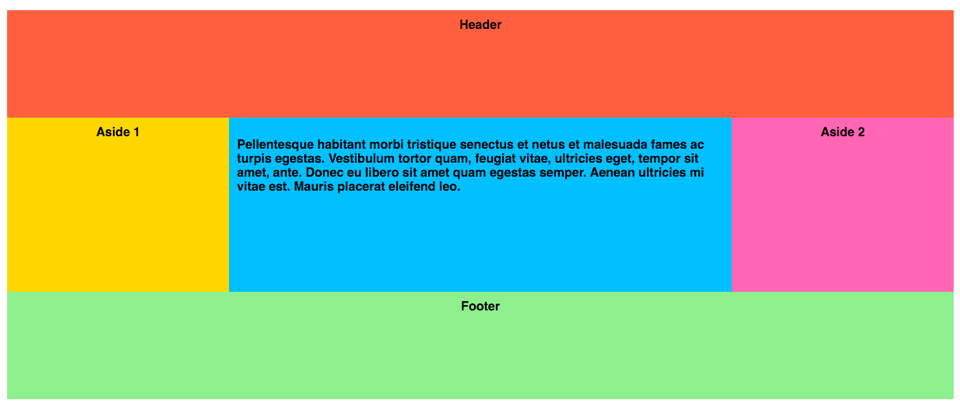 Header
Aside 1
Pellentesque habitant morbi tristique senectus et netus et malesuada fames ac
turpis egestas. Vestibulum tortor quam, feugiat vitae, ultricies eget, tempor sit
amet, ante. Donec eu libero sit amet quam egestas semper. Aenean ultricies mi
vitae est. Mauris placerat eleifend leo.
Aside 2
Footer